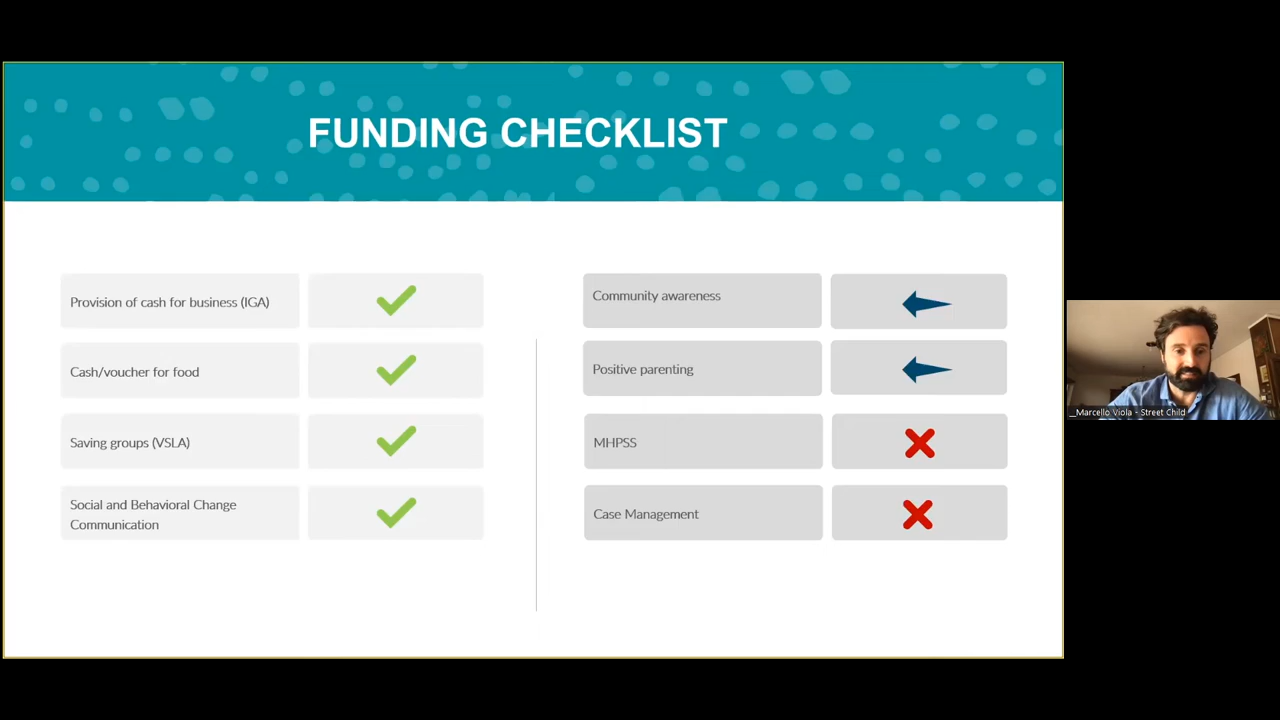 FUNDING CHECKLIST
Provision of cash for business (IGA)
Cash/voucher for food
Saving groups (VSLA)
Social and Behavioral Change
Communication
Community awareness
Positive parenting
MHPSS
Case Management
__Marcello Viola - Street Child